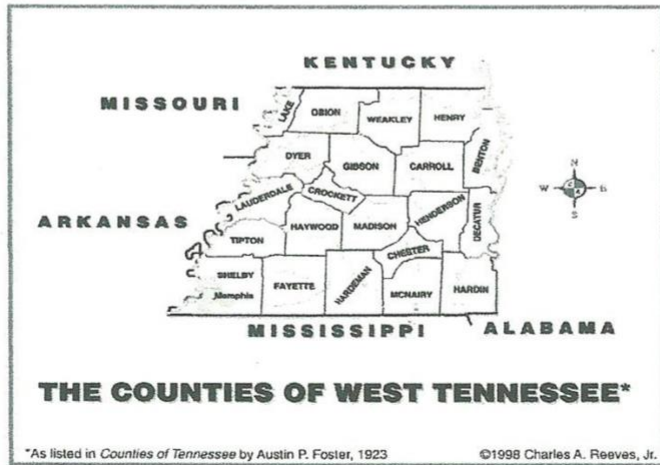 KENTUCKY
MISSOURI
LAKE
OBION
WEAKLEY
HENRY
BENTON
DYER
GIBSON
CARROLL
N
W
E
S
LAUDERDALE
CROCKETT
HENDERSON
DECATUR
ARKANSAS
HAYWOOD
MADISON
TIPTON
CHESTER
SHELBY
Memphis
FAYETTE
HARDEMAN
MCNAIRY
HARDIN
MISSISSIPPI
ALABAMA
THE COUNTIES OF WEST TENNESSEE*
*As listed in Counties of Tennessee by Austin P. Foster, 1923
©1998 Charles A. Reeves, Jr.